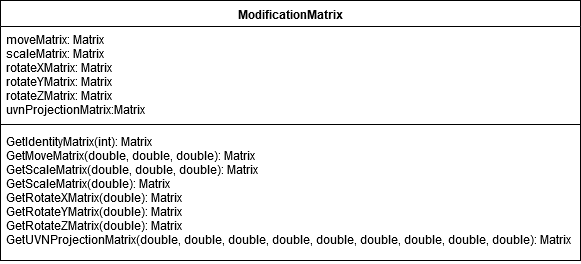 ModificationMatrix
moveMatrix: Matrix
scaleMatrix: Matrix
rotateXMatrix: Matrix
rotateYMatrix: Matrix
rotateZMatrix: Matrix
uvnProjectionMatrix:Matrix
GetIdentityMatrix(int): Matrix
GetMoveMatrix(double, double, double): Matrix
GetScaleMatrix(double, double, double): Matrix
GetScaleMatrix(double): Matrix
GetRotateXMatrix(double): Matrix
GetRotateYMatrix(double): Matrix
GetRotateZMatrix(double): Matrix
GetUVNProjectionMatrix(double, double, double, double, double, double, double, double, double): Matrix